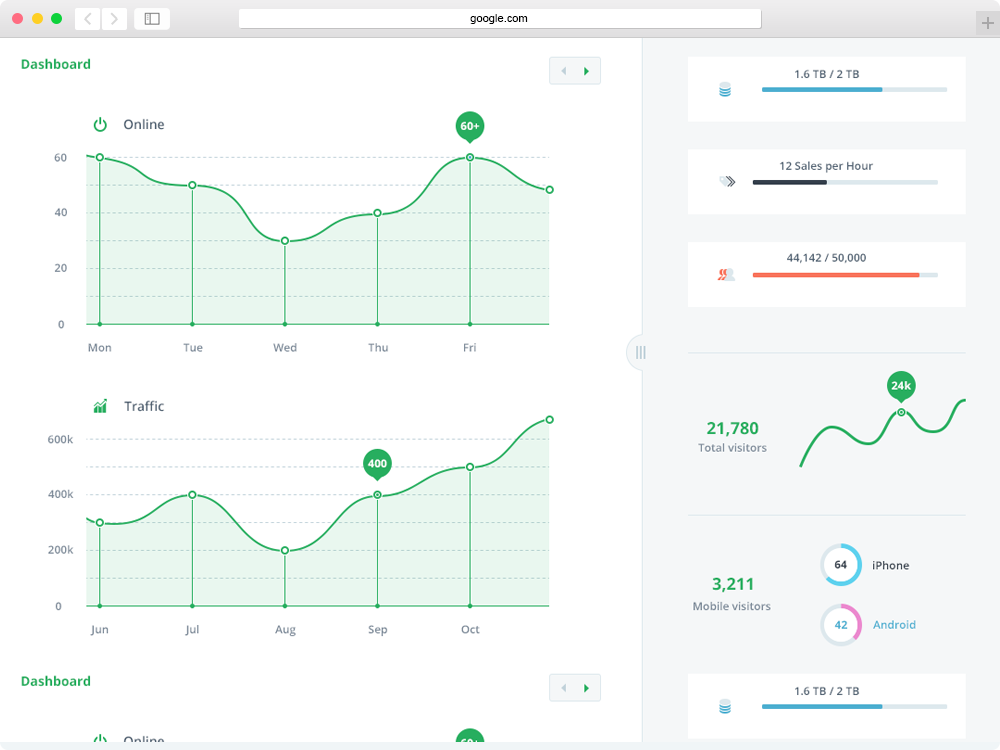 google.com
Dashboard
Online
60+
60
40
20
0
Mon Tue Wed Thu Fri
Traffic
400
600k
400k
200k
0
Jun Jul Aug Sep Oct
Dashboard
Online
60+
1.6 TB / 2 TB
12 Sales per Hour
44,142 / 50,000
24k
21,780
Total visitors
3,211
Mobile visitors
64 iPhone
42 Android
1.6 TB / 2 TB